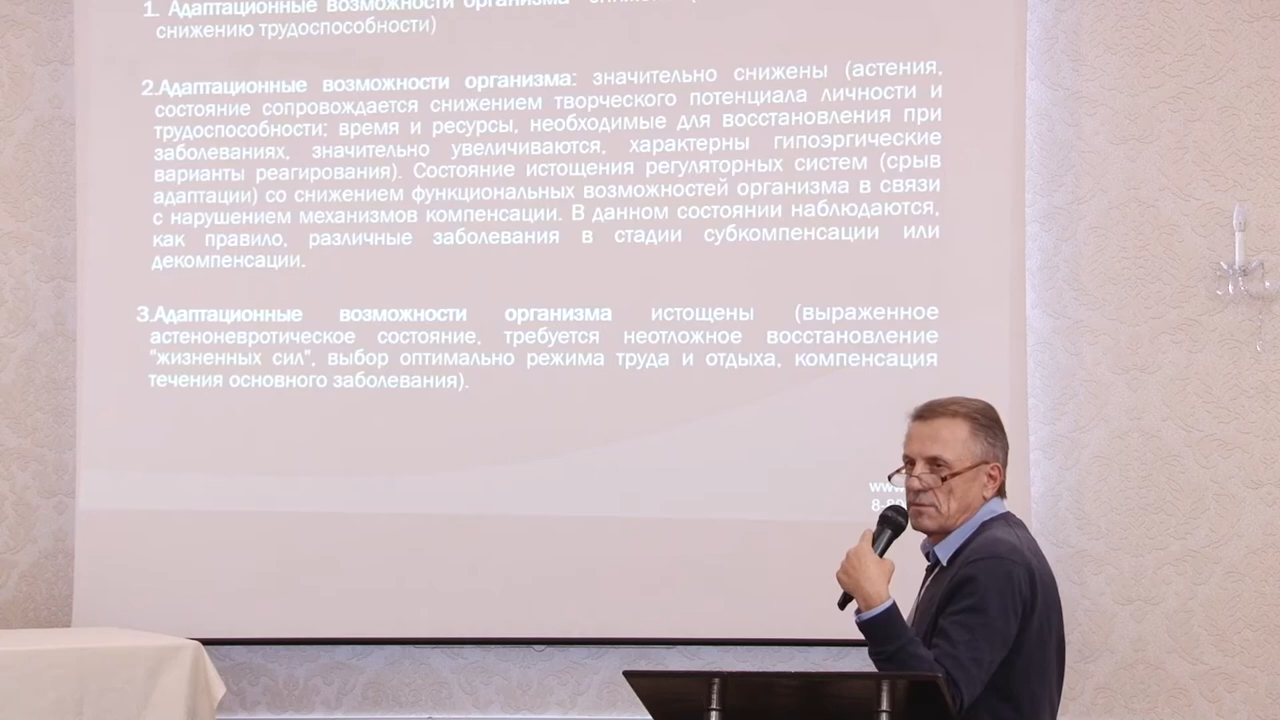 1. Адаптационные возможности организма
снижению трудоспособности)
2.Адаптационные возможности организма: значительно снижены (астения,
состояние сопровождается снижением творческого потенциала личности и
трудоспособности; время и ресурсы, необходимые для восстановления при
заболеваниях, значительно увеличиваются, характерны гипоэргические
варианты реагирования). Состояние истощения регуляторных систем (срыв
адаптации) со снижением функциональных возможностей организма в связи
с нарушением механизмов компенсации. В данном состоянии наблюдаются,
как правило, различные заболевания в стадии субкомпенсации или
декомпенсации.
3.Адаптационные возможности организма истощены (выраженное
астеноневротическое состояние, требуется неотложное восстановление
"жизненных сил", выбор оптимально режима труда и отдыха, компенсация
течения основного заболевания).
www